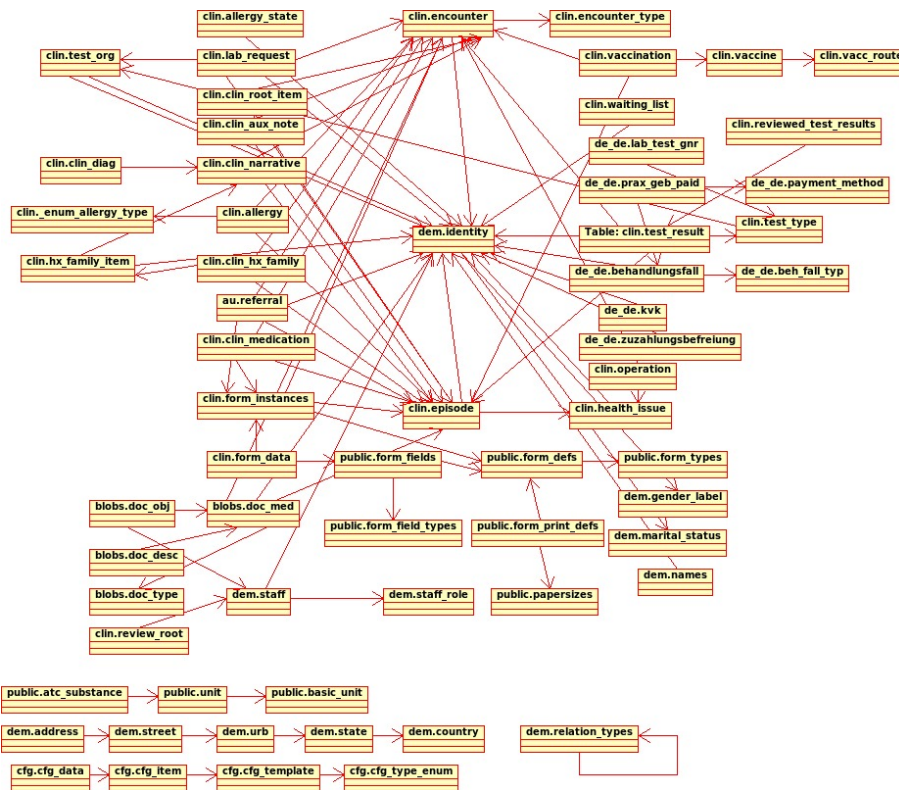 clin.allergy_state
clin.encounter
clin.encounter_type
clin.test_org
clin.lab_request
clin.vaccination
clin.vaccine
clin.vacc_route
clin.clin_root_item
clin.waiting_list
clin.clin_aux_note
clin.reviewed_test_results
de_de.lab_test_gnr
clin.clin_diag
clin.clin_narrative
de_de.prax_geb_paid
de_de.payment_method
clin._enum_allergy_type
clin.allergy
clin.test_type
dem.identity
Table: clin.test_result
clin.hx_family_item
clin.clin_hx_family
de_de.behandlungsfall
de_de.beh_fall_typ
au.referral
de_de.kvk
clin.clin_medication
de_de.zuzahlungsbefreiung
clin.operation
clin.form_instances
clin.episode
clin.health_issue
clin.form_data
public.form_fields
public.form_defs
public.form_types
dem.gender_label
blobs.doc_obj
blobs.doc_med
public.form_field_types
public.form_print_defs
dem.marital_status
blobs.doc_desc
dem.names
blobs.doc_type
dem.staff
dem.staff_role
public.papersizes
clin.review_root
public.atc_substance
public.unit
public.basic_unit
dem.address
dem.street
dem.urb
dem.state
dem.country
dem.relation_types
cfg.cfg_data
cfg.cfg_item
cfg.cfg_template
cfg.cfg_type_enum